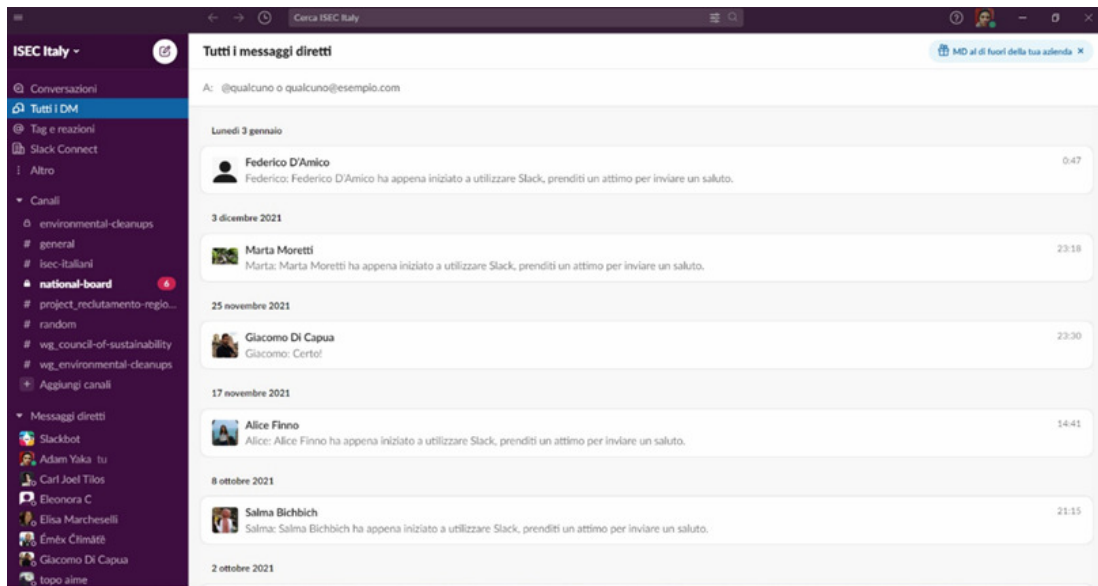 Cerca ISEC Italy
ISEC Italy
Conversazioni
Tutti i DM
Tag e reazioni
Slack Connect
Altro
Canali
environmental-cleanups
# general
# isec-italiani
national-board 6
# project_reclutamento-regio...
# random
# wg_council-of-sustainability
# wg_environmental-cleanups
+ Aggiungi canali
Messaggi diretti
Slackbot
Adam Yaka tu
Carl Joel Tilos
Eleonora C
Elisa Marcheselli
Giacomo Di Capua
topo aime
Tutti i messaggi diretti
MD al di fuori della tua azienda ×
A: @qualcuno o qualcuno@esempio.com
Lunedì 3 gennaio
Federico D'Amico 0:47
Federico: Federico D'Amico ha appena iniziato a utilizzare Slack, prenditi un attimo per inviare un saluto.
3 dicembre 2021
Marta Moretti 23:18
Marta: Marta Moretti ha appena iniziato a utilizzare Slack, prenditi un attimo per inviare un saluto.
25 novembre 2021
Giacomo Di Capua 23:30
Giacomo: Certo!
17 novembre 2021
Alice Finno 14:41
Alice: Alice Finno ha appena iniziato a utilizzare Slack, prenditi un attimo per inviare un saluto.
8 ottobre 2021
Salma Bichbich 21:15
Salma: Salma Bichbich ha appena iniziato a utilizzare Slack, prenditi un attimo per inviare un saluto.
2 ottobre 2021